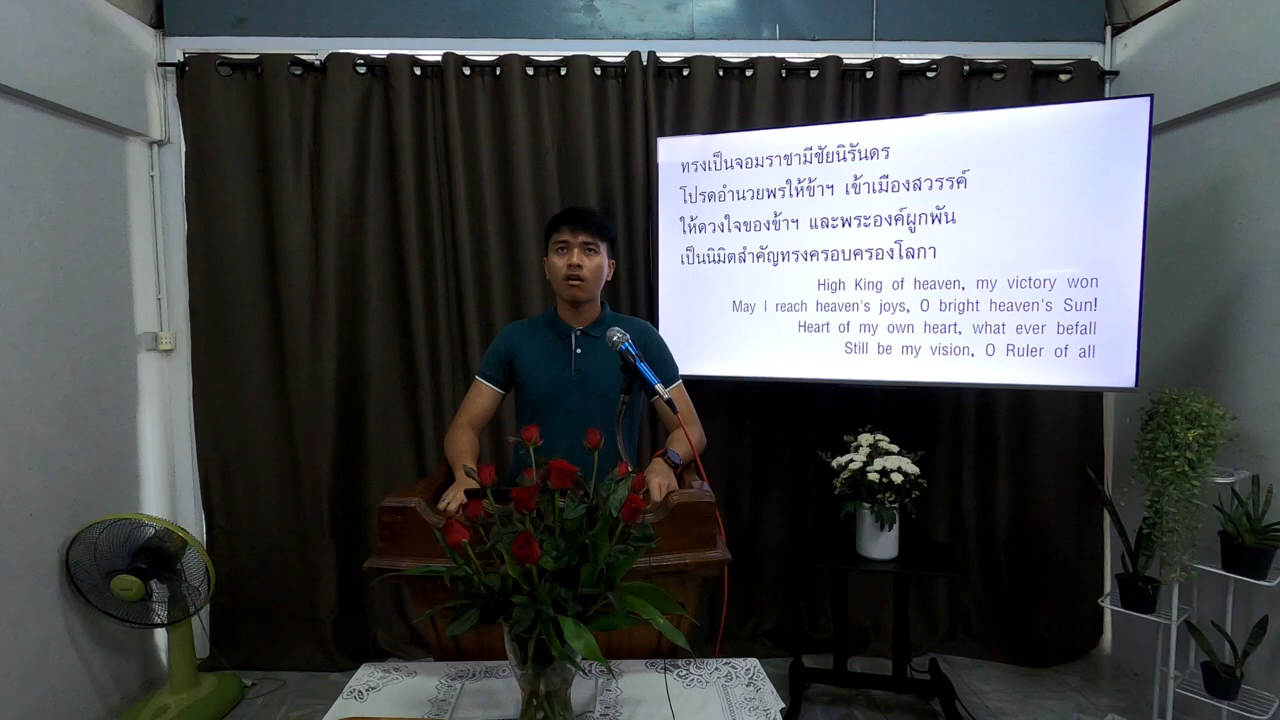 ทรงเป็นจอมราชามีชัยนิรันดร
โปรดอำนวยพรให้ข้าฯ เข้าเมืองสวรรค์
ให้ดวงใจของข้าฯ และพระองค์ผูกพัน
เป็นนิมิตสำคัญทรงครอบครองโลกา
High King of heaven, my victory won
May I reach heaven's joys, O bright heaven's Sun!
Heart of my own heart, what ever befall
Still be my vision, O Ruler of all